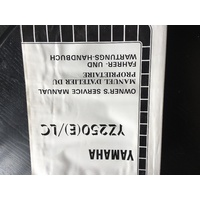 YAMAHA
YZ250(E)/LC
OWNER'S SERVICE MANUAL
MANUEL D'ATELIER DU
PROPRIETAIRE
FAHRER- UND
WARTUNGS-HANDBUCH